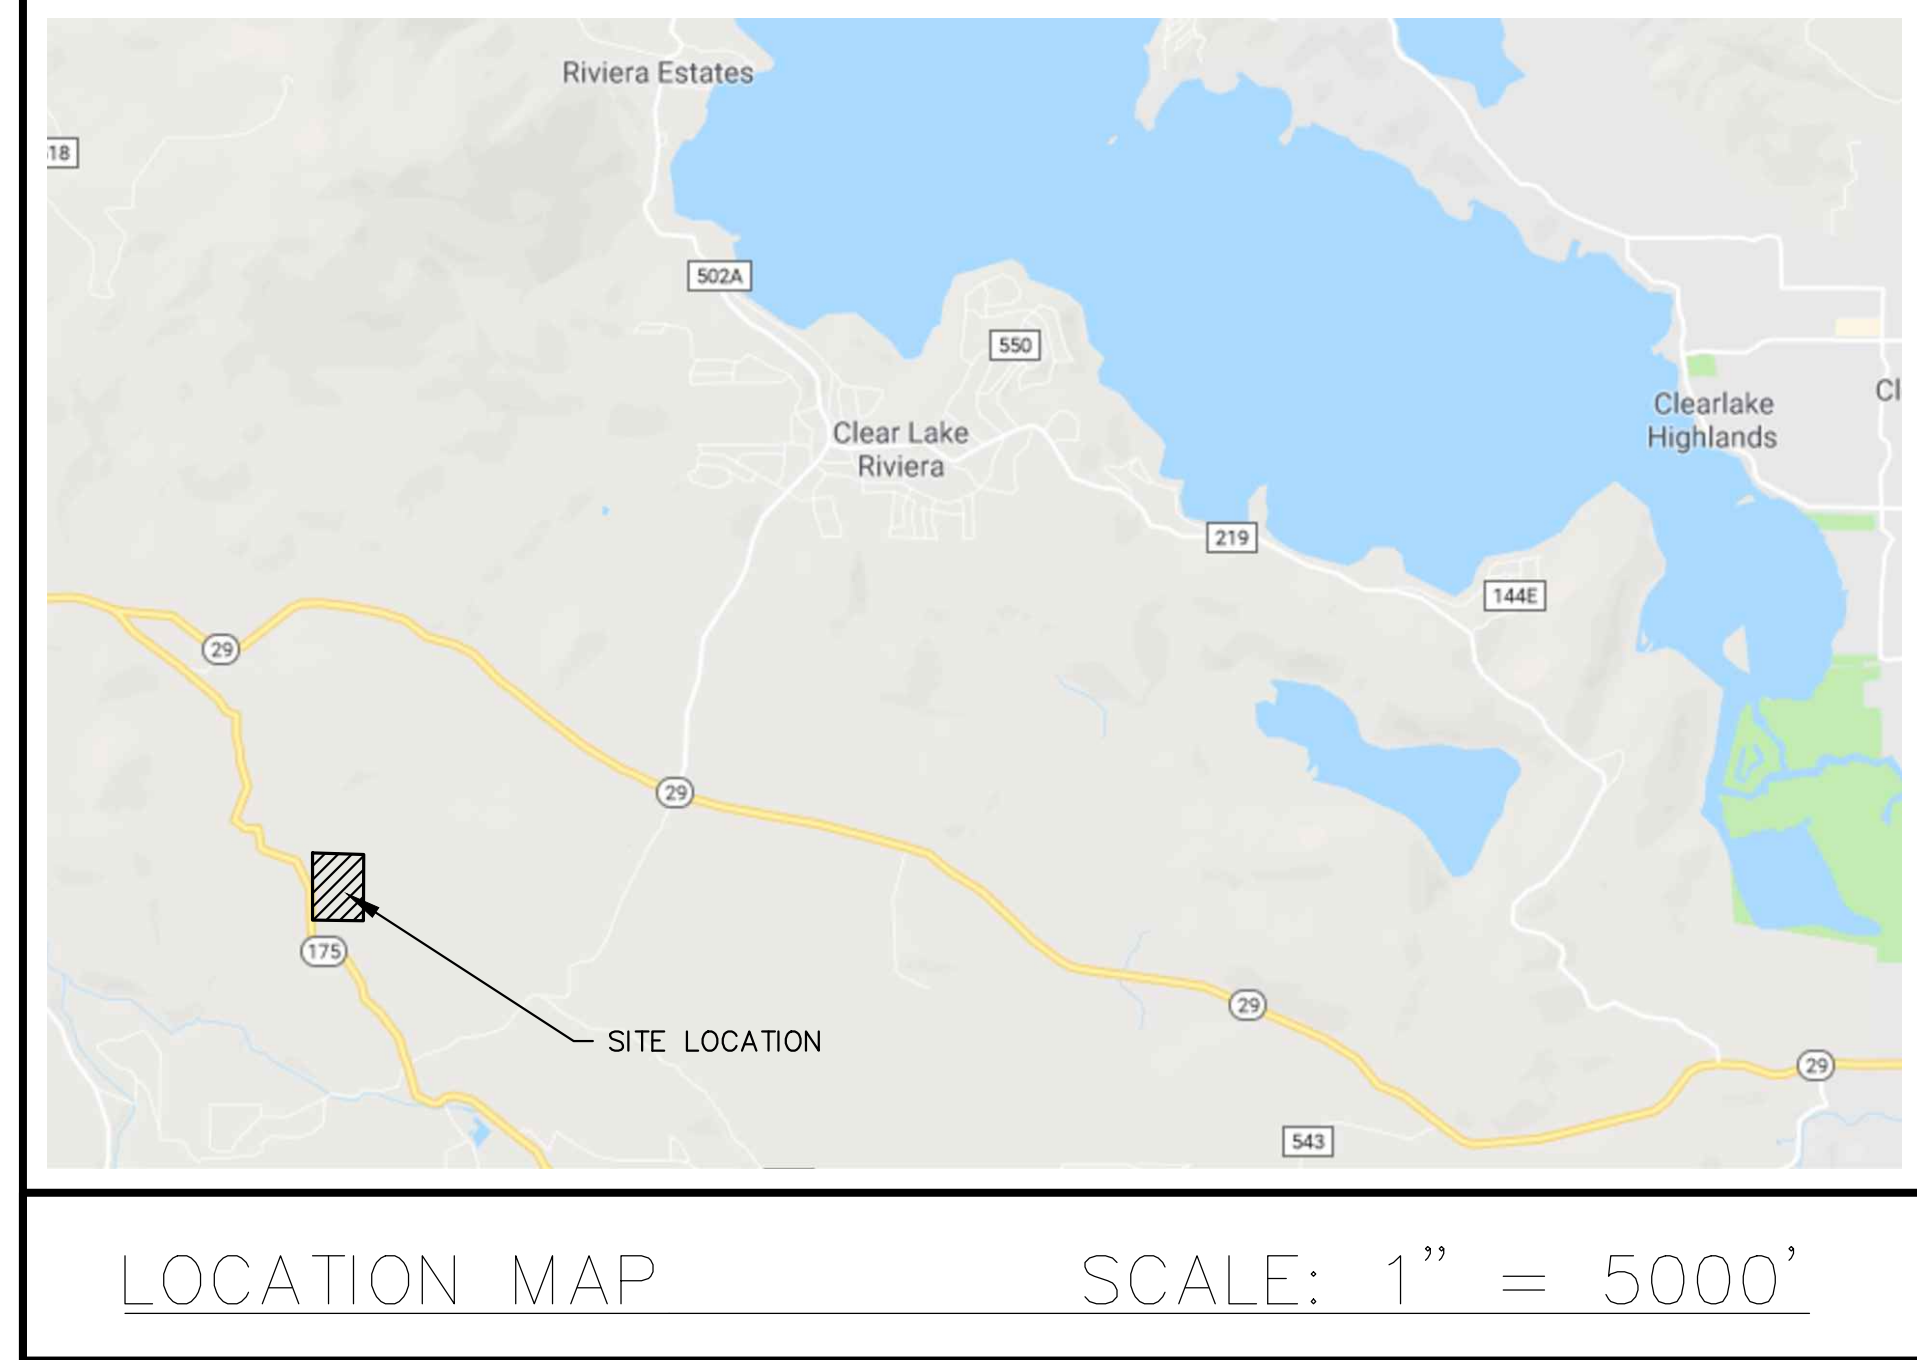 Riviera Estates
18
502A
550
Clear Lake
Riviera
Clearlake
Highlands
Cl
219
144E
29
29
175
29
SITE LOCATION
29
543
LOCATION MAP SCALE: 1" = 5000'